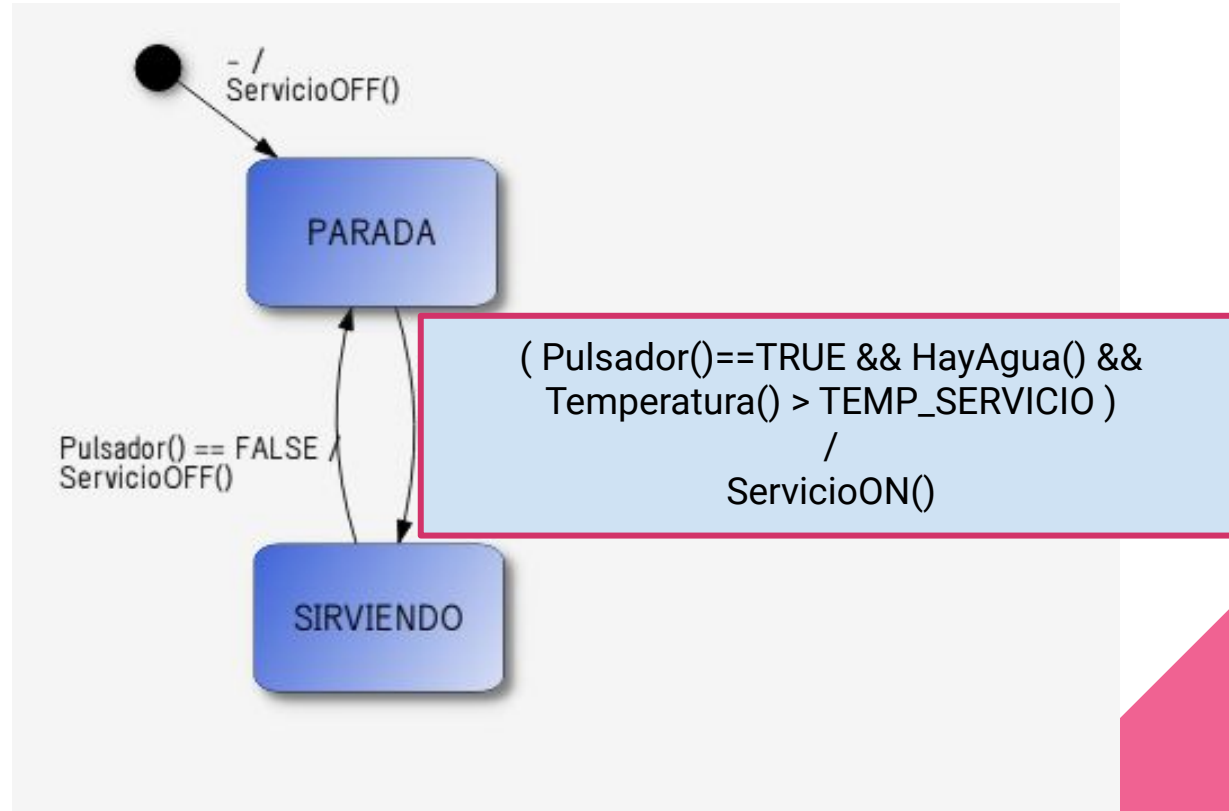 - /
ServicioOFF()
PARADA
( Pulsador()==TRUE && HayAgua() &&
Temperatura() > TEMP_SERVICIO )
/
ServicioON()
Pulsador() == FALSE /
ServicioOFF()
SIRVIENDO